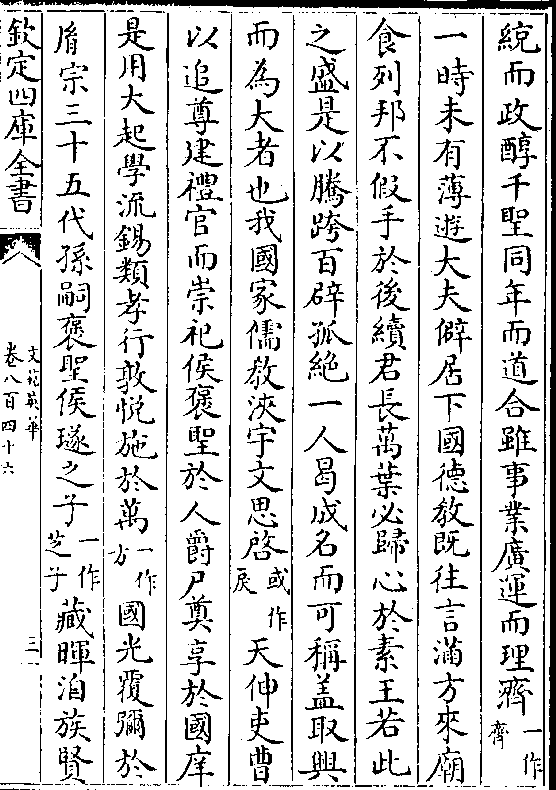 統而政醇千聖同年而道合雖事業廣運而理齊一作齊
一時未有薄遊大夫僻居下國德教既往言滿方來廟
食列邦不假手於後續君長萬葉必歸心於素王若此
之盛是以騰跨百辟孤絶一人曷成名而可稱蓋取興
而為大者也我國家儒教浹宇文思啓或作戾天伸吏曹
以追尊建禮官而崇祀侯褒聖於人爵尸奠享於國庠
是用大起學流錫類孝行敦悦施於萬一作方國光覆彌於
胤宗三十五代孫嗣褒聖侯璲之子一作芝子藏暉洎族賢
欽定四庫全書
文苑英華
卷八百四十六
三